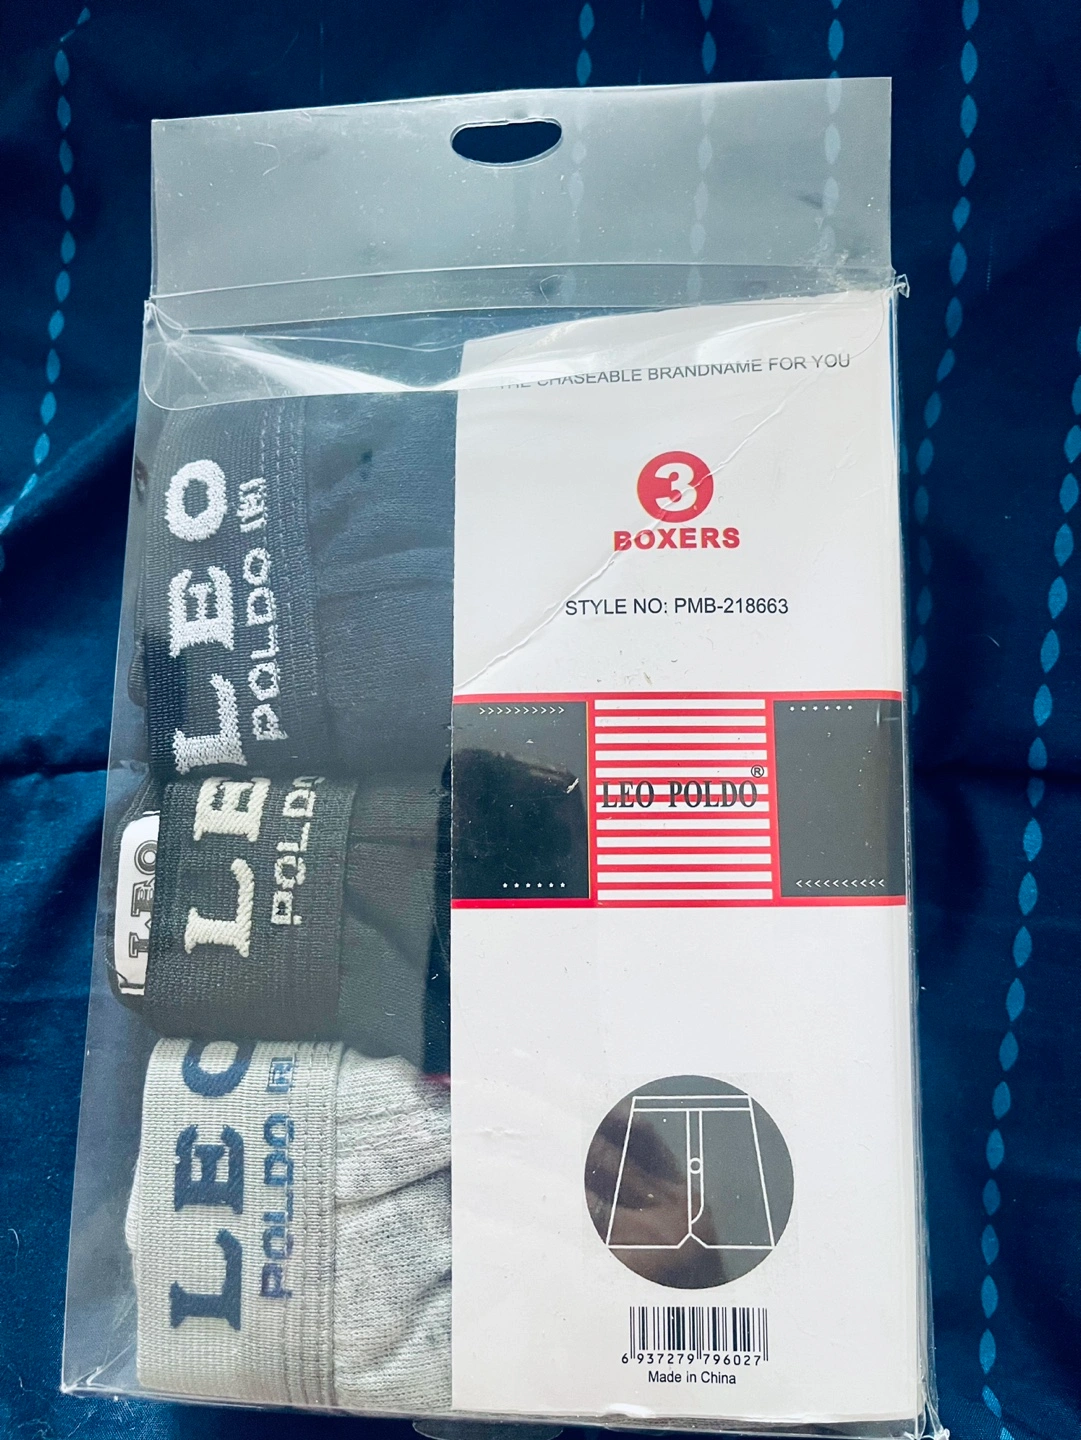 THE CHASEABLE BRANDNAME FOR YOU
3
BOXERS
STYLE NO: PMB-218663
>>>>>>>>>>
LEO POLDO®
<<<<<<<<<<
6 937279 796027
Made in China
LEO
POLDO
LE
POLDO
LEO
LEO
POLDO